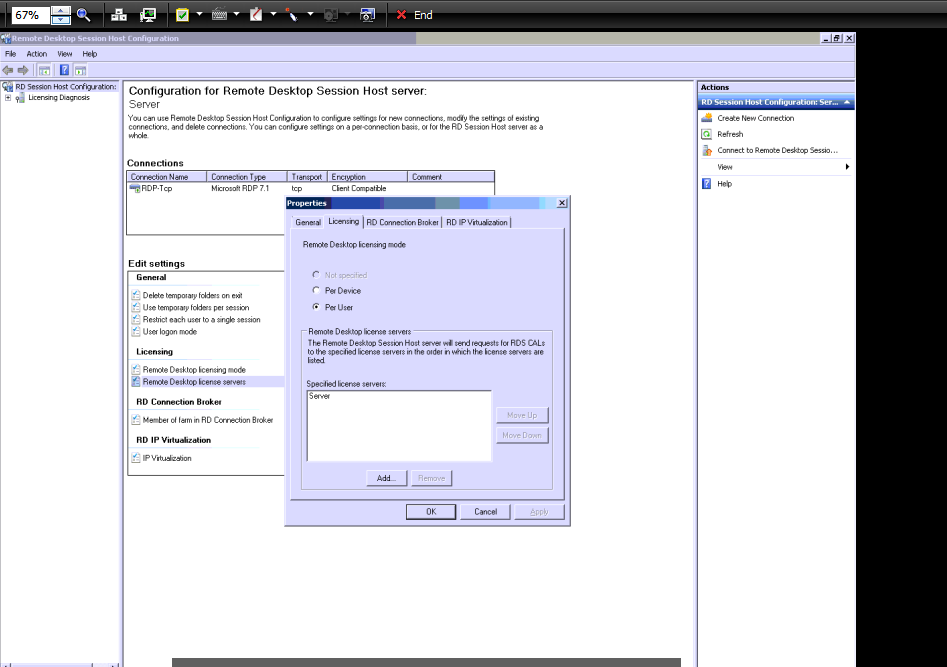 67%
End
Remote Desktop Session Host Configuration
File Action View Help
RD Session Host Configuration:
Licensing Diagnosis
Configuration for Remote Desktop Session Host server:
Server
You can use Remote Desktop Session Host Configuration to configure settings for new connections, modify the settings of existing
connections, and delete connections. You can configure settings on a per-connection basis, or for the RD Session Host server as a
whole.
Connections
Connection Name Connection Type Transport Encryption Comment
RDP-Tcp Microsoft RDP 7.1 tcp Client Compatible
Edit settings
General
Delete temporary folders on exit
Use temporary folders per session
Restrict each user to a single session
User logon mode
Licensing
Remote Desktop licensing mode
Remote Desktop license servers
RD Connection Broker
Member of farm in RD Connection Broker
RD IP Virtualization
IP Virtualization
Properties
General Licensing RD Connection Broker RD IP Virtualization
Remote Desktop licensing mode
Not specified
Per Device
Per User
Remote Desktop license servers
The Remote Desktop Session Host server will send requests for RDS CALs
to the specified license servers in the order in which the license servers are
listed.
Specified license servers:
Server
Move Up
Move Down
Add... Remove
OK Cancel Apply
Actions
RD Session Host Configuration: Ser...
Create New Connection
Refresh
Connect to Remote Desktop Sessio...
View
Help